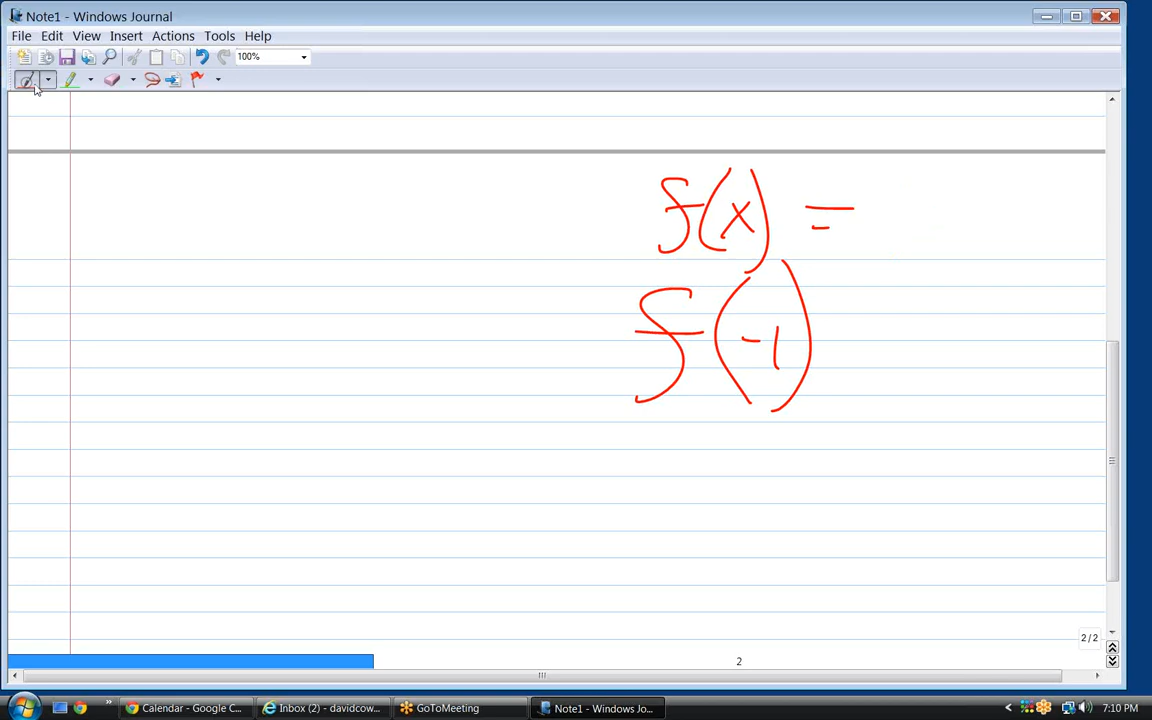 Note1 - Windows Journal
File Edit View Insert Actions Tools Help
100%
f(x) =
f(-1)
2/2
2
Calendar - Google C...
Inbox (2) - davidcow...
GoToMeeting
Note1 - Windows Jo...
7:10 PM